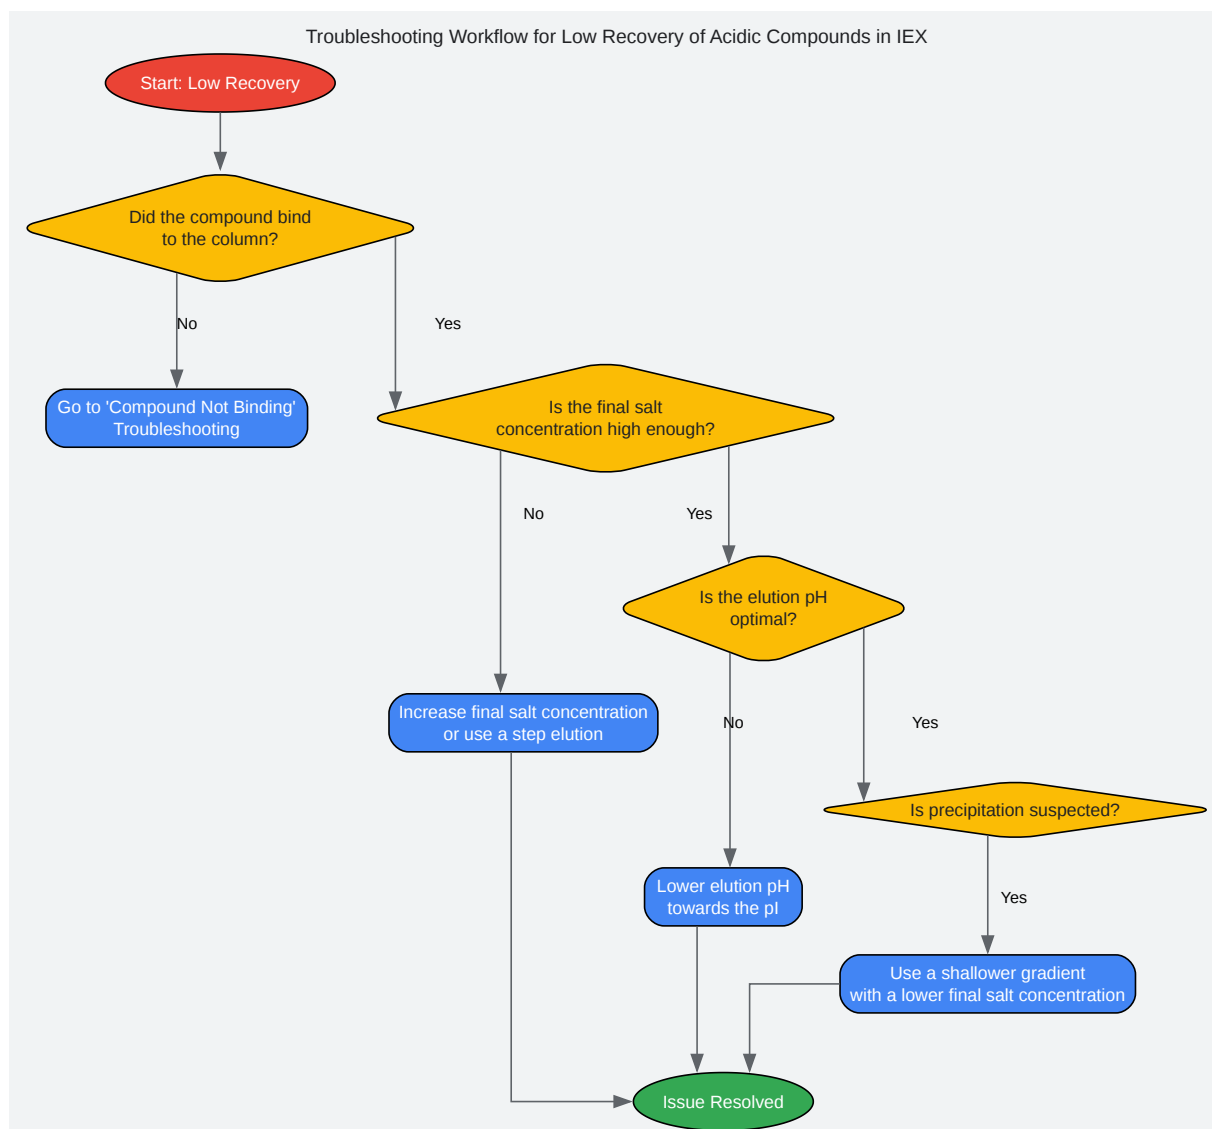 Troubleshooting Workflow for Low Recovery of Acidic Compounds in IEX
Start: Low Recovery
Did the compound bind
to the column?
No
Yes
Go to 'Compound Not Binding'
Troubleshooting
Is the final salt
concentration high enough?
No
Yes
Is the elution pH
optimal?
Increase final salt concentration
or use a step elution
No
Yes
Is precipitation suspected?
Lower elution pH
towards the pI
Yes
Use a shallower gradient
with a lower final salt concentration
Issue Resolved